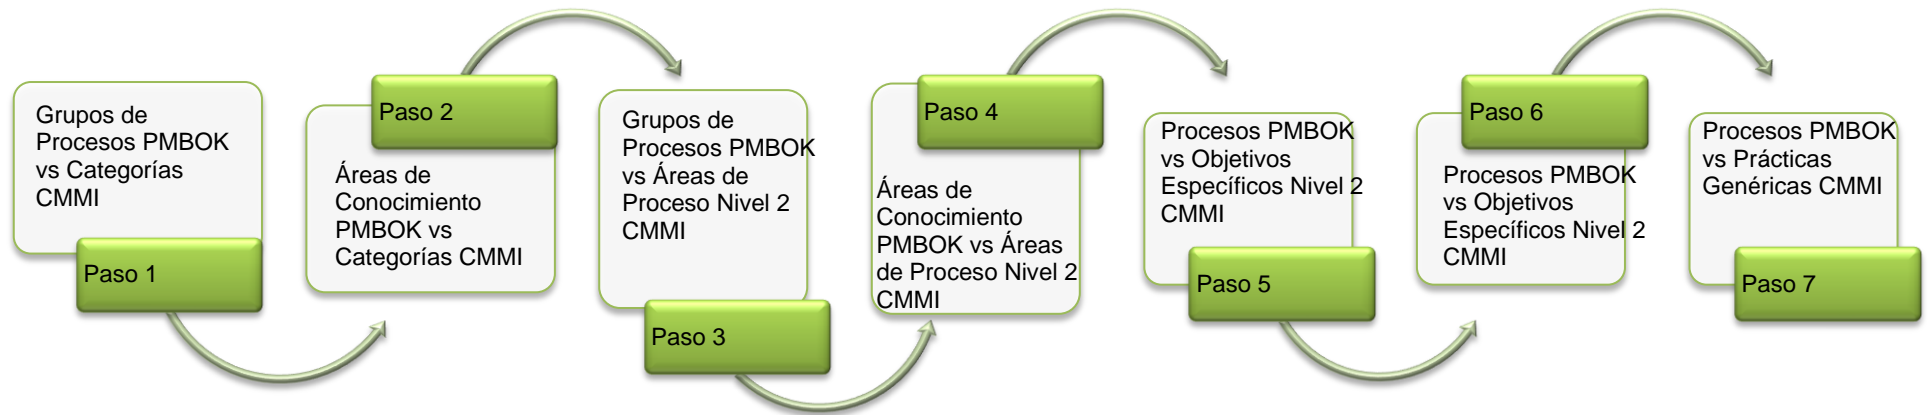 Grupos de
Procesos PMBOK
vs Categorías
CMMI
Paso 1
Paso 2
Áreas de
Conocimiento
PMBOK vs
Categorías CMMI
Grupos de
Procesos PMBOK
vs Áreas de
Proceso Nivel 2
CMMI
Paso 3
Paso 4
Áreas de
Conocimiento
PMBOK vs Áreas
de Proceso Nivel 2
CMMI
Procesos PMBOK
vs Objetivos
Específicos Nivel 2
CMMI
Paso 5
Paso 6
Procesos PMBOK
vs Objetivos
Específicos Nivel 2
CMMI
Procesos PMBOK
vs Prácticas
Genéricas CMMI
Paso 7